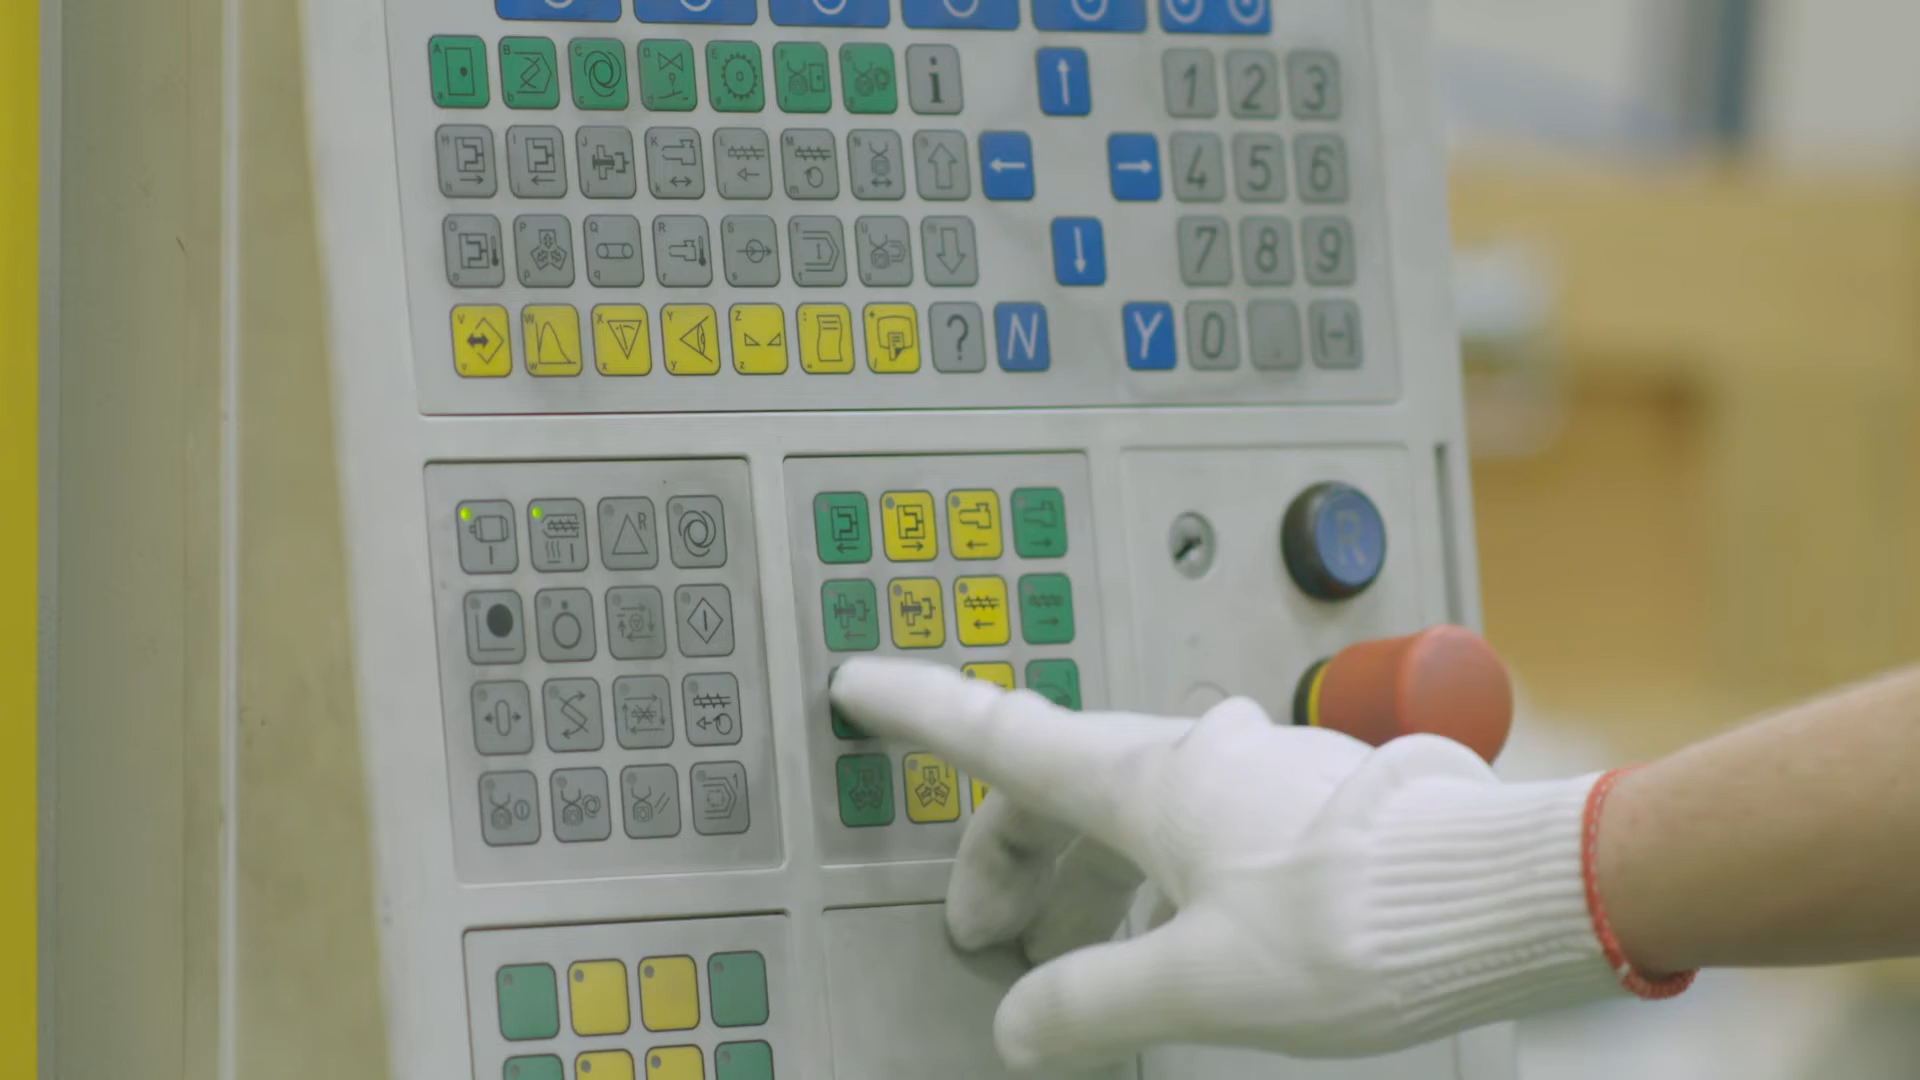 A B C D E F G i 1 2 3
a b c d e f g
H I J K L M N 4 5 6
h i j k l m n
O P Q R S T U 7 8 9
o p q r s t u
V W X Y Z : * ? N Y 0 . [-]
v w x y z = /
R
R